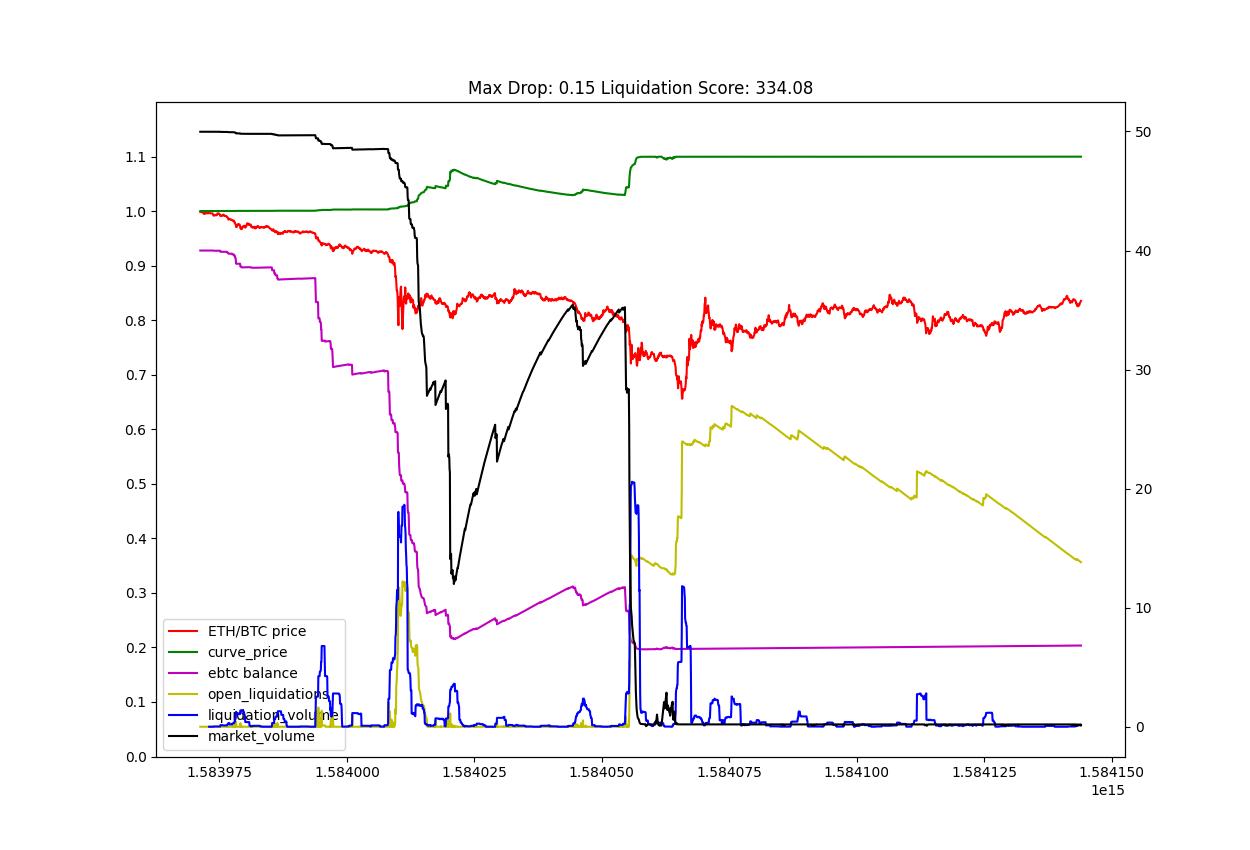 Max Drop: 0.15 Liquidation Score: 334.08
1.1
1.0
0.9
0.8
0.7
0.6
0.5
0.4
0.3
0.2
0.1
0.0
50
40
30
20
10
0
ETH/BTC price
curve_price
ebtc balance
open_liquidations
liquidation_volume
market_volume
1.583975 1.584000 1.584025 1.584050 1.584075 1.584100 1.584125 1.584150
1e15